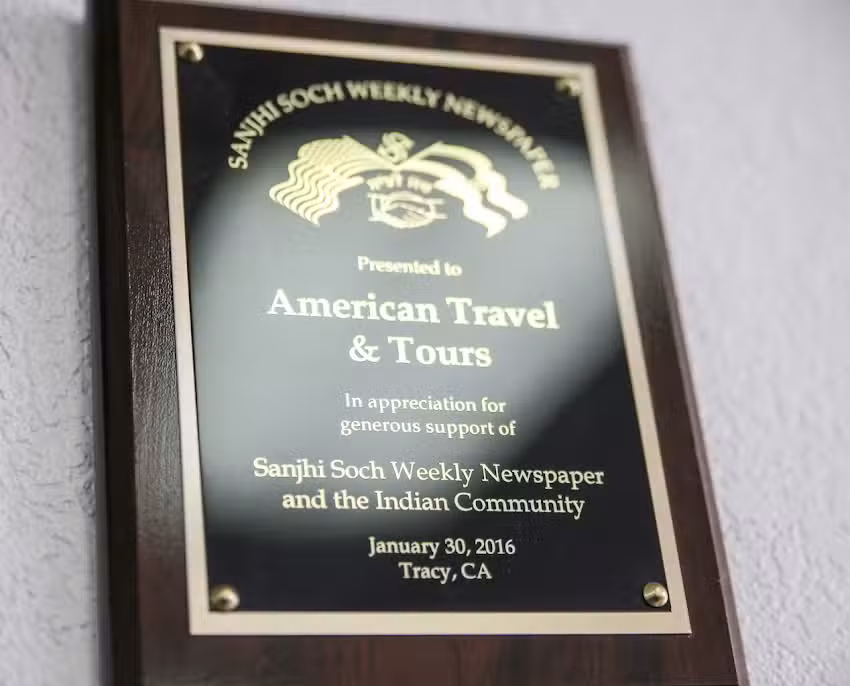 SANJHI SOCH WEEKLY NEWSPAPER
Presented to
American Travel
& Tours
In appreciation for
generous support of
Sanjhi Soch Weekly Newspaper
and the Indian Community
January 30, 2016
Tracy, CA